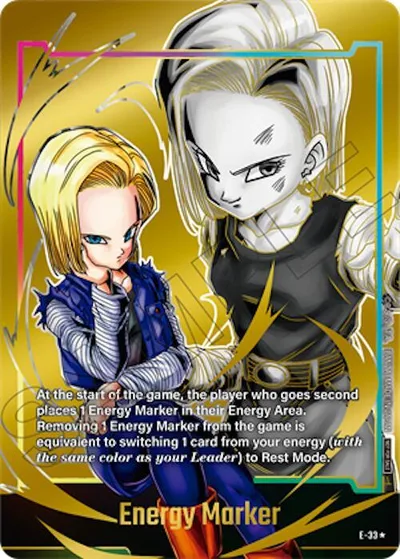 At the start of the game, the player who goes second
places 1 Energy Marker in their Energy Area.
Removing 1 Energy Marker from the game is
equivalent to switching 1 card from your energy (with
the same color as your Leader) to Rest Mode.
Energy Marker
E-33★